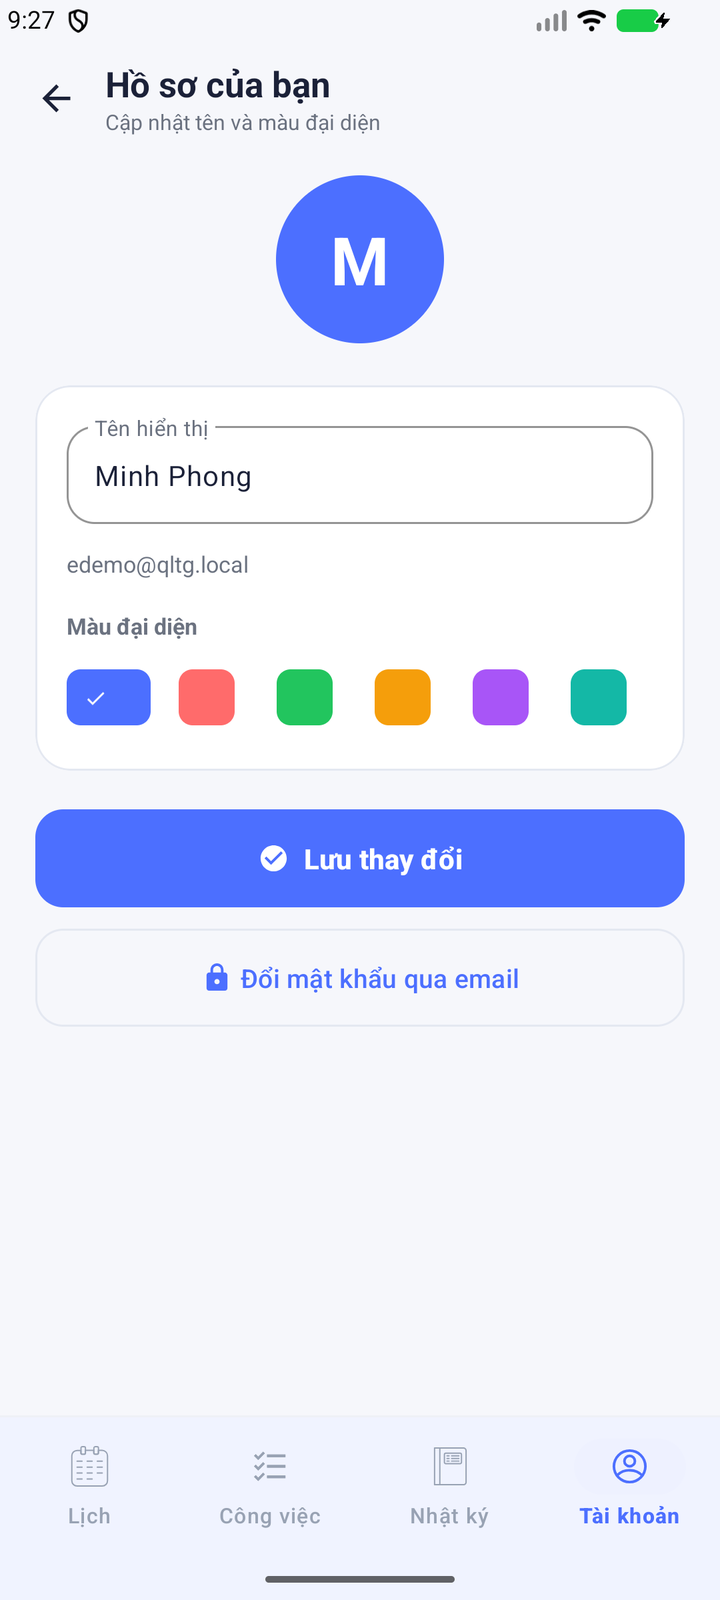 9:27
Hồ sơ của bạn
Cập nhật tên và màu đại diện
M
Tên hiển thị
Minh Phong
edemo@qltg.local
Màu đại diện
Lưu thay đổi
Đổi mật khẩu qua email
Lịch
Công việc
Nhật ký
Tài khoản